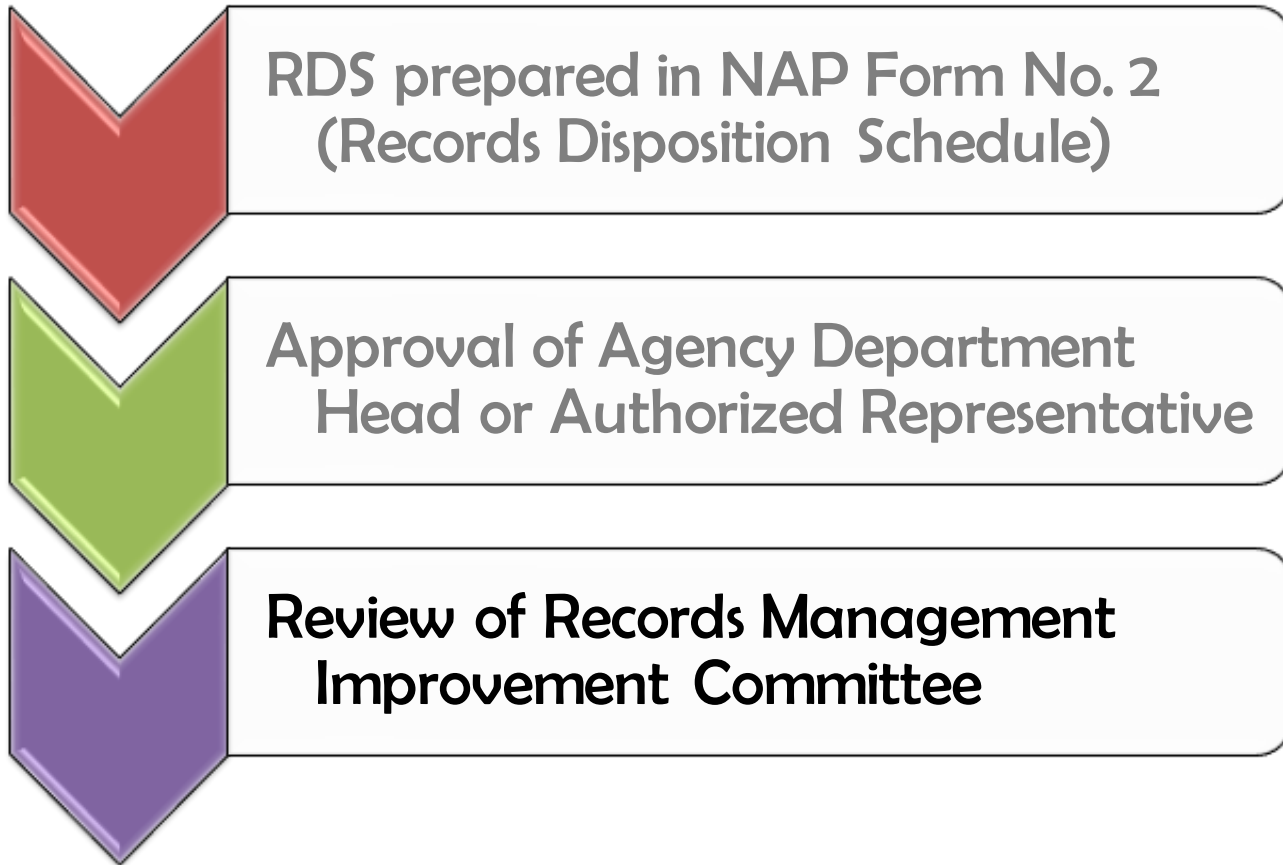 RDS prepared in NAP Form No. 2
(Records Disposition Schedule)
Approval of Agency Department
Head or Authorized Representative
Review of Records Management
Improvement Committee